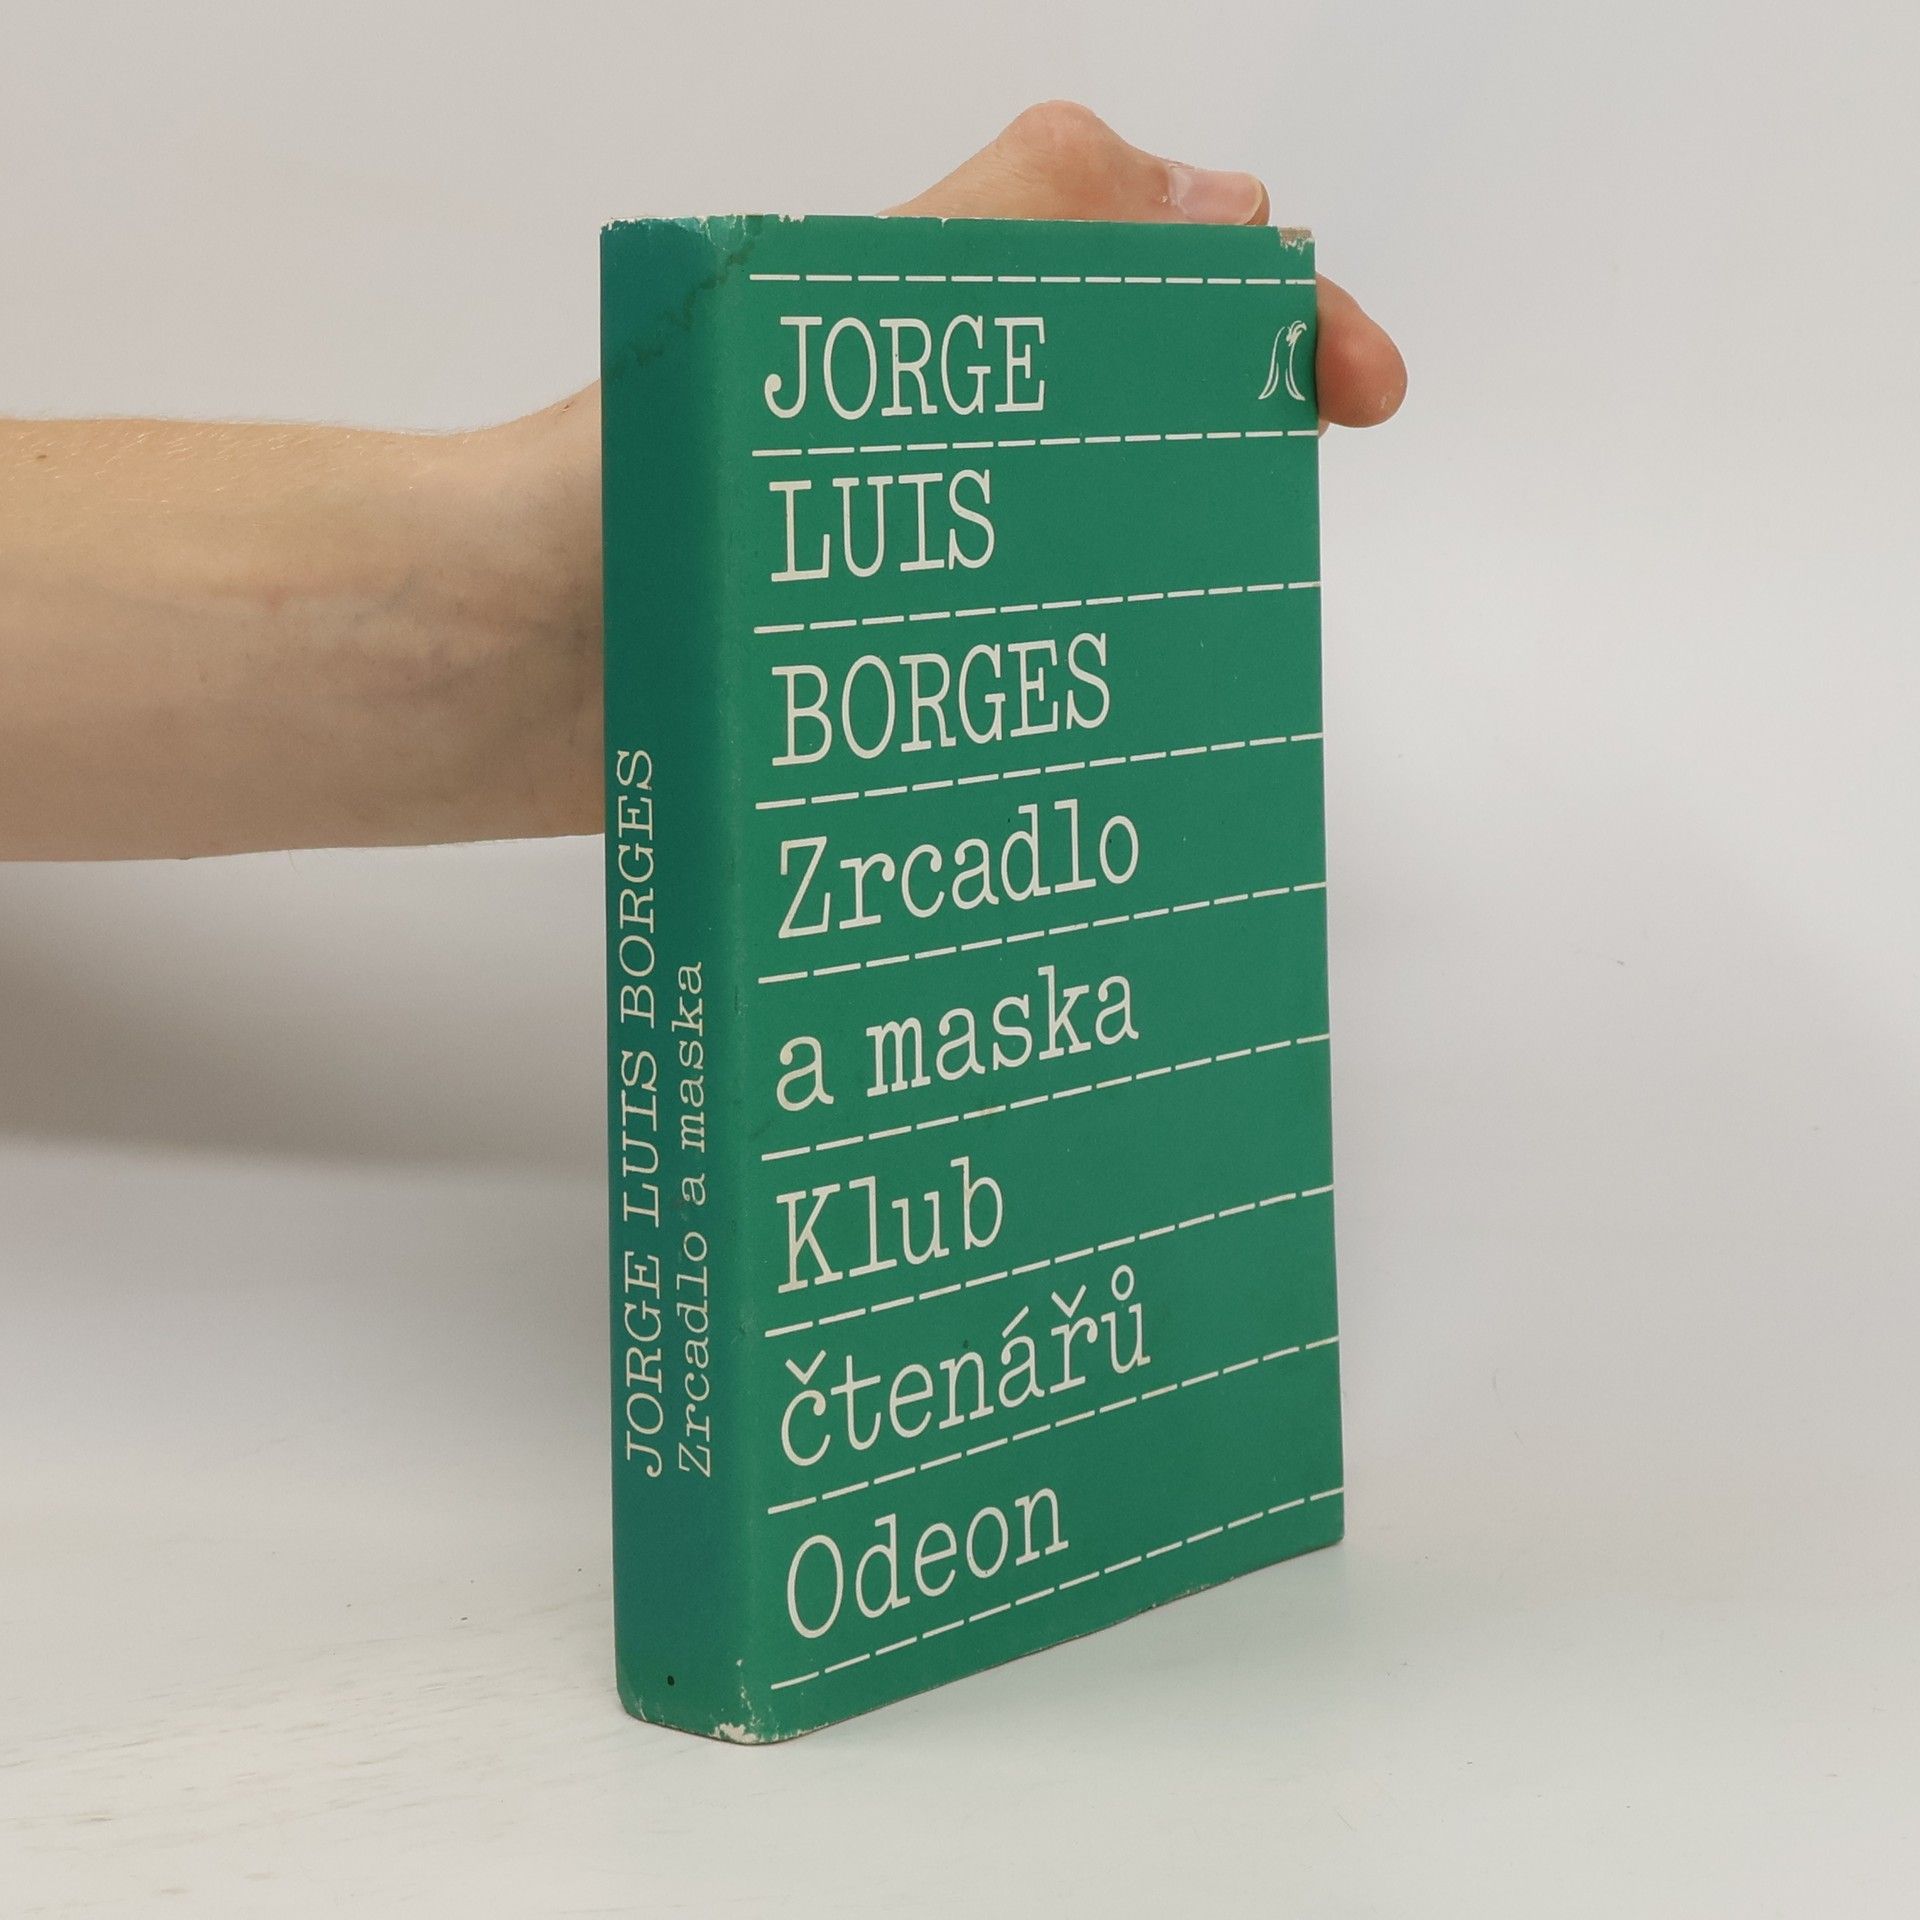 JORGE
LUIS
BORGES
Zrcadlo
a maska
Klub
čtenářů
Odeon
JORGE LUIS BORGES
Zrcadlo a maska